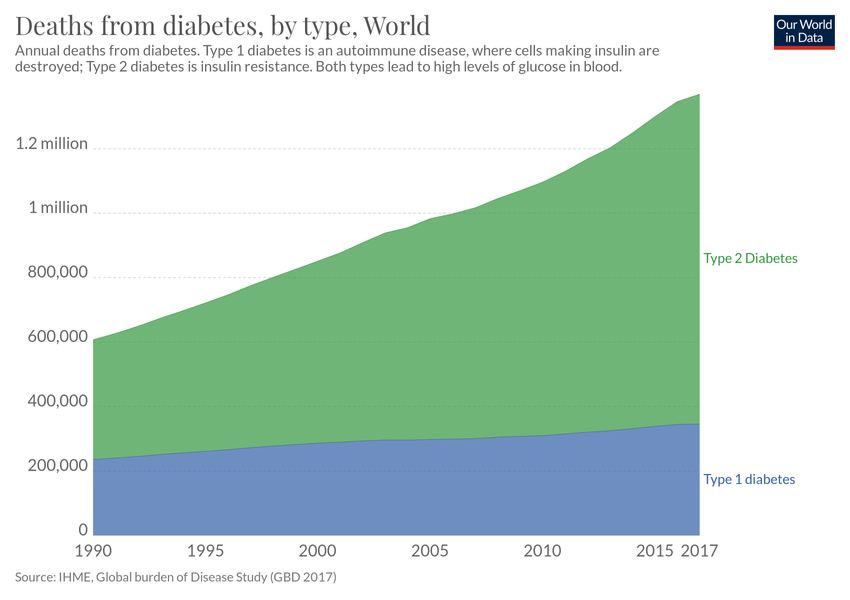 Deaths from diabetes, by type, World
Our World
in Data
Annual deaths from diabetes. Type 1 diabetes is an autoimmune disease, where cells making insulin are
destroyed; Type 2 diabetes is insulin resistance. Both types lead to high levels of glucose in blood.
1.2 million
1 million
800,000
600,000
400,000
200,000
0
Type 2 Diabetes
Type 1 diabetes
1990 1995 2000 2005 2010 2015 2017
Source: IHME, Global burden of Disease Study (GBD 2017)